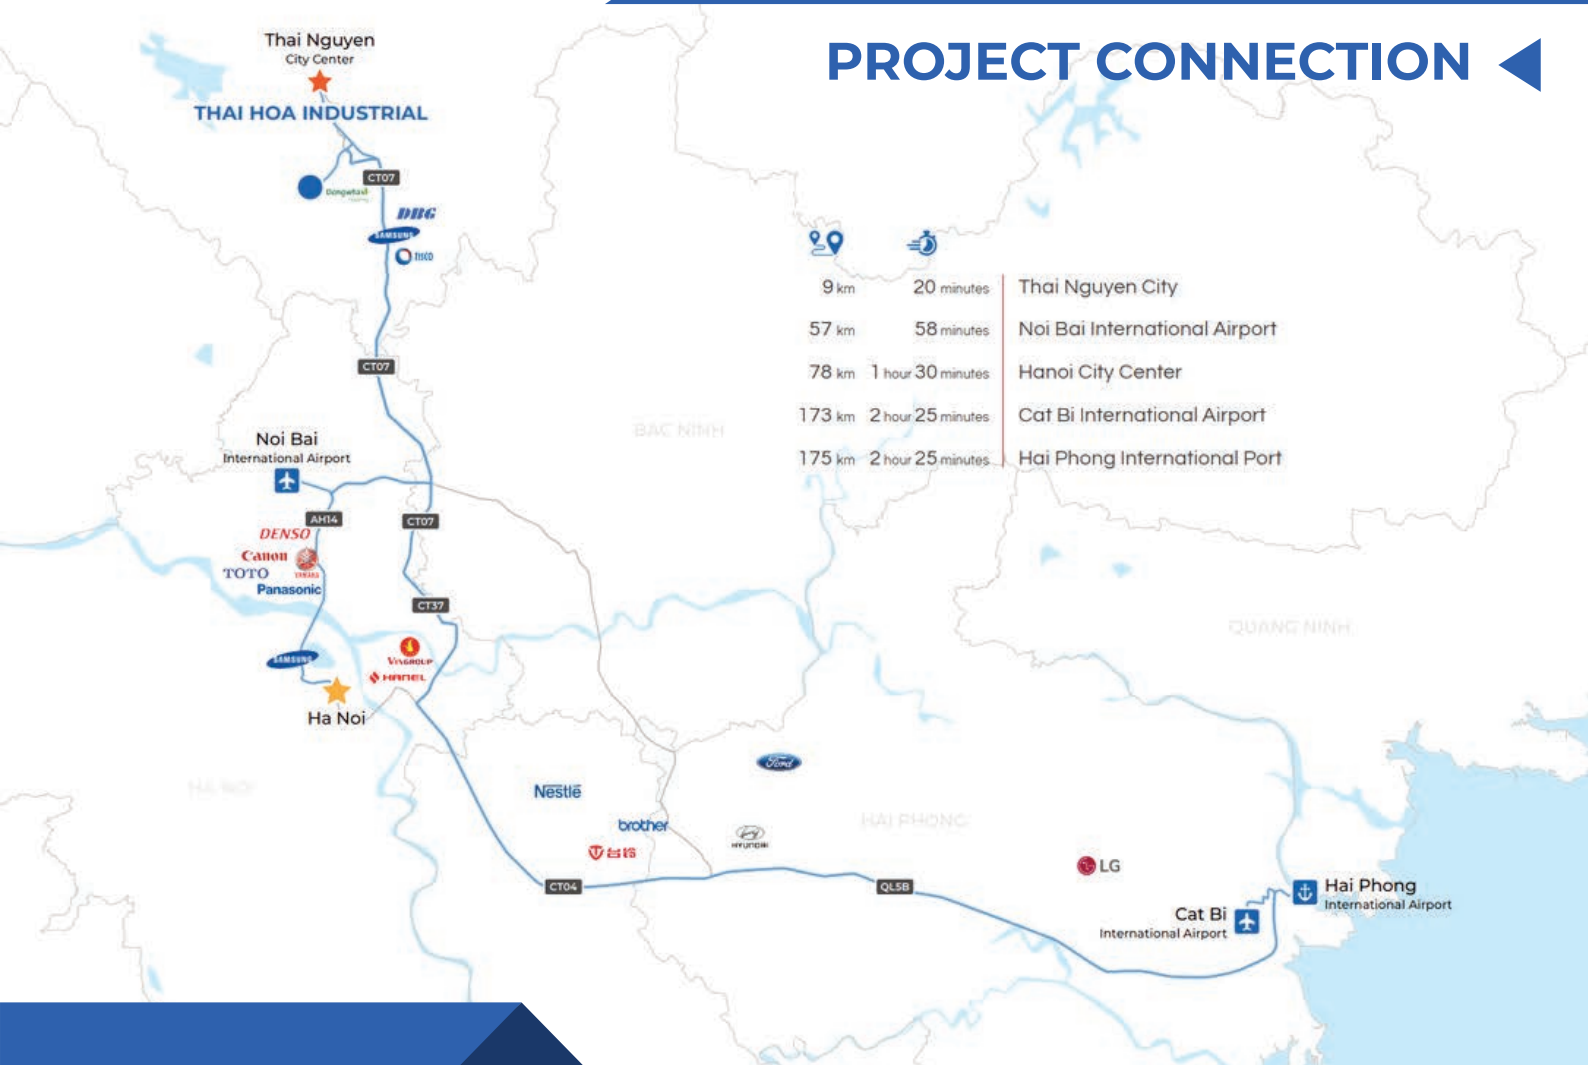 PROJECT CONNECTION
Thai Nguyen
City Center
THAI HOA INDUSTRIAL
CT07
Dongwha
DBG
SAMSUNG
TISCO
9 km 20 minutes Thai Nguyen City
57 km 58 minutes Noi Bai International Airport
78 km 1 hour 30 minutes Hanoi City Center
173 km 2 hour 25 minutes Cat Bi International Airport
175 km 2 hour 25 minutes Hai Phong International Port
CT07
BAC NINH
Noi Bai
International Airport
AH14
CT07
DENSO
Canon
YAMAHA
TOTO
Panasonic
CT37
QUANG NINH
VINGROUP
SAMSUNG
HANEL
Ha Noi
HA NOI
Ford
Nestlé
HAI PHONG
brother
HYUNDAI
台鈴
LG
CT04
QL5B
Hai Phong
International Airport
Cat Bi
International Airport